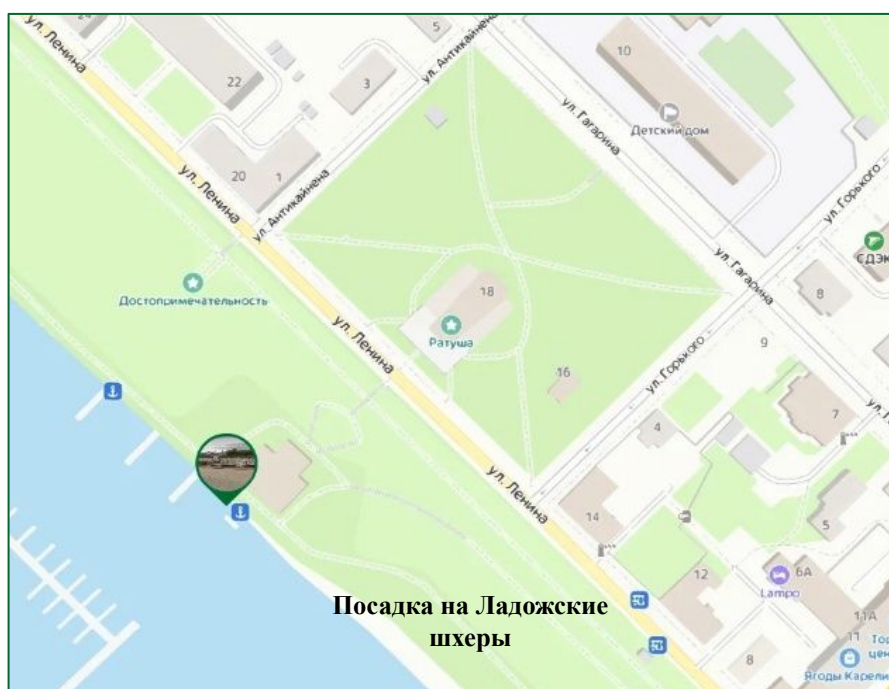 ул. Ленина
5
ул. Антикайнена
10
22
3
ул. Гагарина
Детский дом
ул. Горького
20
1
ул. Ленина
ул. Антикайнена
СДЭК
ул. Гагарина
Достопримечательность
18
8
Ратуша
ул. Ленина
ул. Горького
9
16
7
4
ул. Ленина
14
5
12
6А
Lampo
Посадка на Ладожские
шхеры
11А
11
8
Ягоды Карели